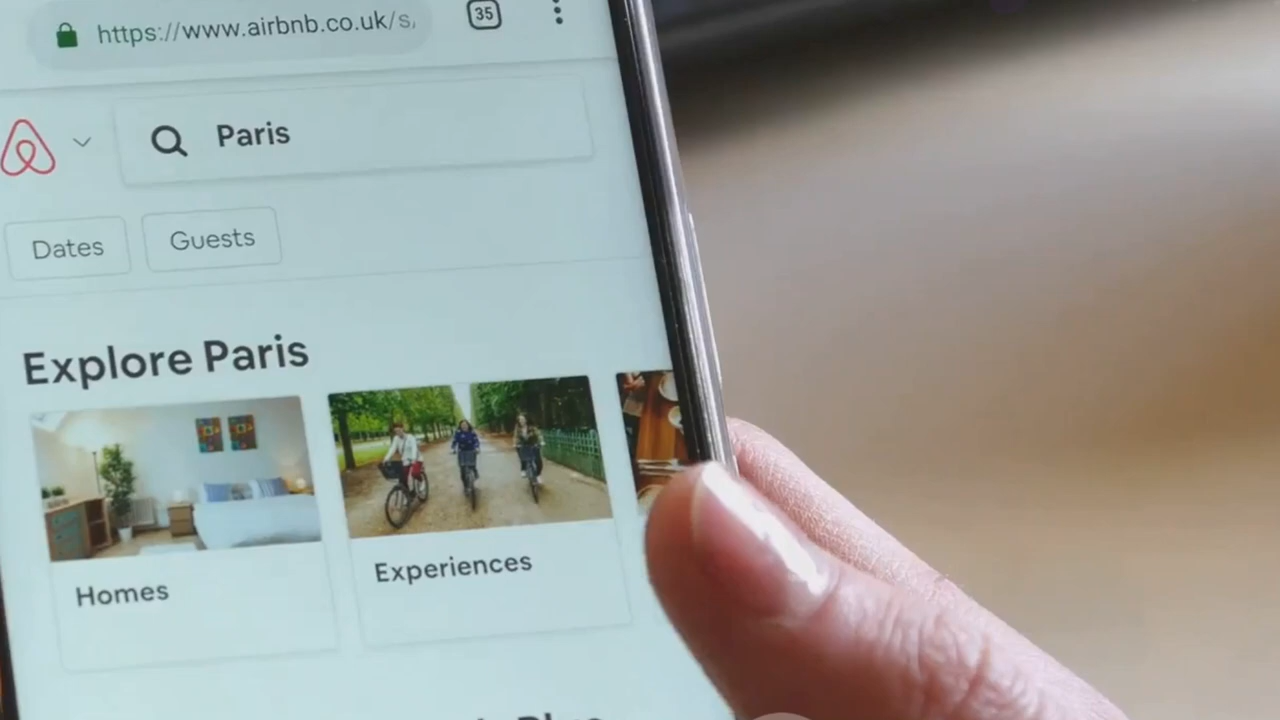 https://www.airbnb.co.uk/s/
35
Paris
Dates
Guests
Explore Paris
Homes
Experiences